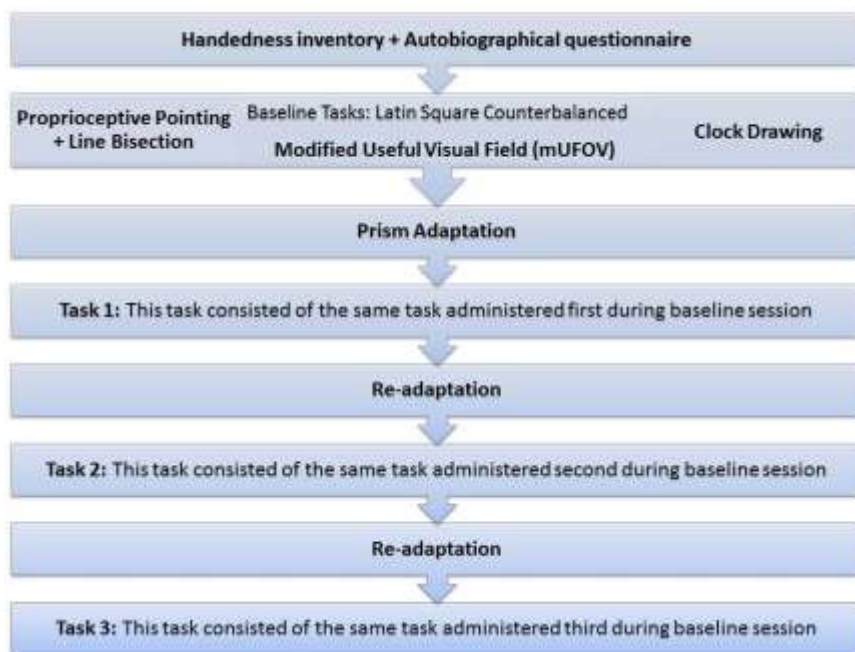 Handedness inventory + Autobiographical questionnaire
Proprioceptive Pointing
+ Line Bisection
Baseline Tasks: Latin Square Counterbalanced
Modified Useful Visual Field (mUFOV)
Clock Drawing
Prism Adaptation
Task 1: This task consisted of the same task administered first during baseline session
Re-adaptation
Task 2: This task consisted of the same task administered second during baseline session
Re-adaptation
Task 3: This task consisted of the same task administered third during baseline session